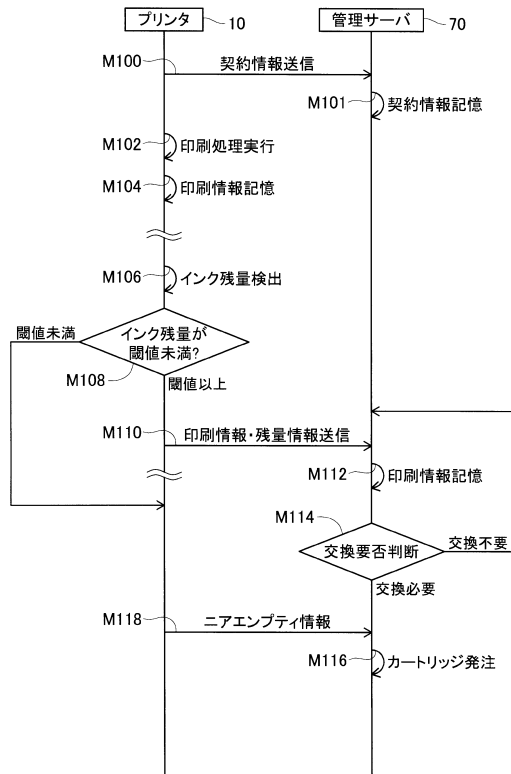 プリンタ 10
管理サーバ 70
M100 契約情報送信
M101 契約情報記憶
M102 印刷処理実行
M104 印刷情報記憶
M106 インク残量検出
閾値未満
インク残量が
閾値未満?
M108
閾値以上
M110 印刷情報・残量情報送信
M112 印刷情報記憶
M114
交換要否判断
交換不要
交換必要
M118 ニアエンプティ情報
M116 カートリッジ発注